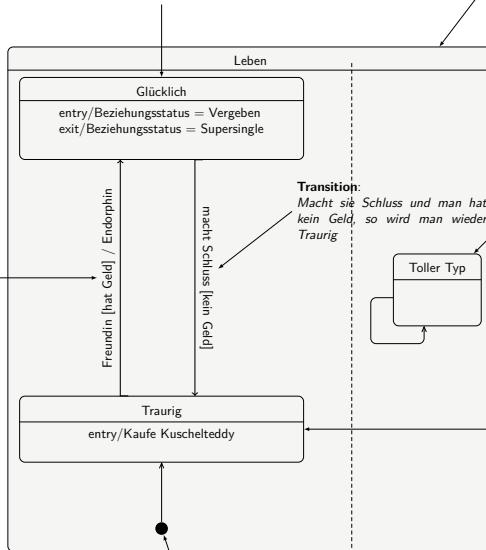 Leben
Glücklich
entry/Beziehungsstatus = Vergeben
exit/Beziehungsstatus = Supersingle
Freundin [hat Geld] / Endorphin
macht Schluss [kein Geld]
Transition:
Macht sie Schluss und man hat
kein Geld, so wird man wieder
Traurig
Toller Typ
Traurig
entry/Kaufe Kuschelteddy